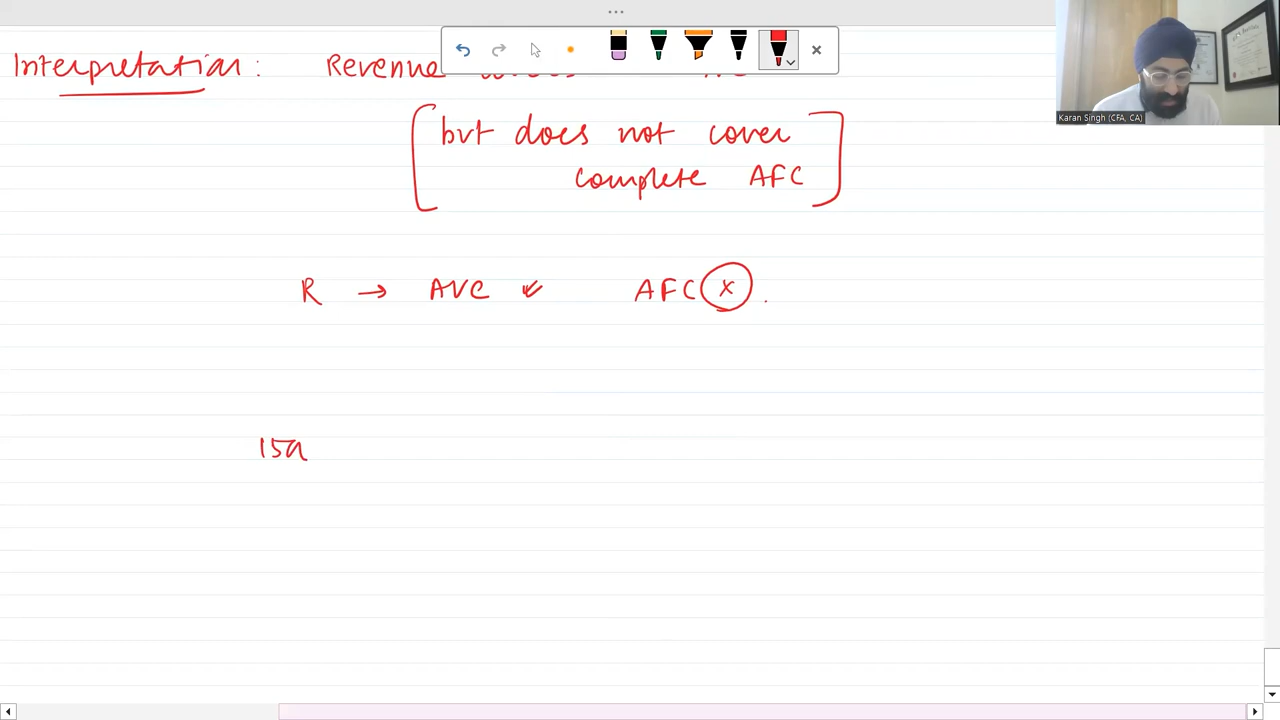 Interpretation: Revenue
but does not cover
complete AFC
R → AVC ✓ AFC x.
15a
Karan Singh (CFA, CA)